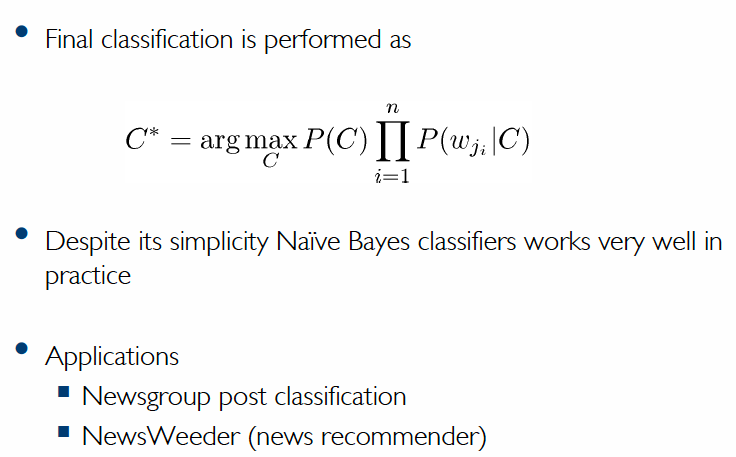 Final classification is performed as
C* = arg max_C P(C) ∏_{i=1}^{n} P(w_{j_i}|C)
Despite its simplicity Naïve Bayes classifiers works very well in
practice
Applications
Newsgroup post classification
NewsWeeder (news recommender)